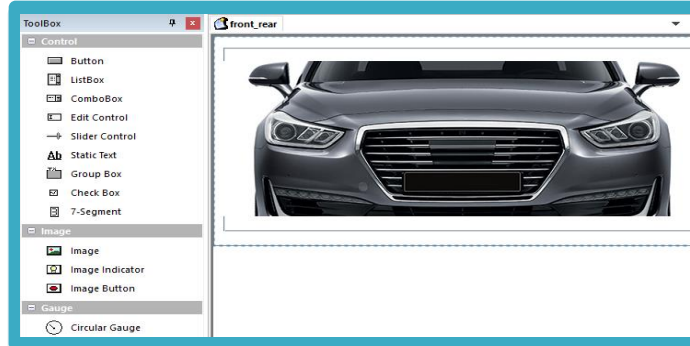 ToolBox
front_rear
Control
Button
ListBox
ComboBox
Edit Control
Slider Control
Ab Static Text
Group Box
Check Box
7-Segment
Image
Image
Image Indicator
Image Button
Gauge
Circular Gauge